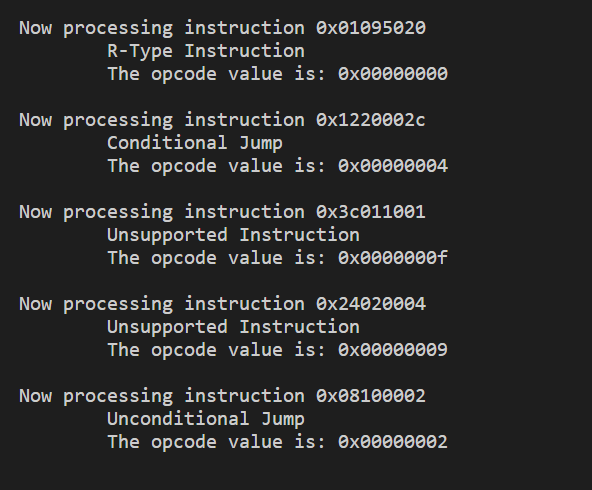 Now processing instruction 0x01095020
R-Type Instruction
The opcode value is: 0x00000000
Now processing instruction 0x1220002c
Conditional Jump
The opcode value is: 0x00000004
Now processing instruction 0x3c011001
Unsupported Instruction
The opcode value is: 0x0000000f
Now processing instruction 0x24020004
Unsupported Instruction
The opcode value is: 0x00000009
Now processing instruction 0x08100002
Unconditional Jump
The opcode value is: 0x00000002